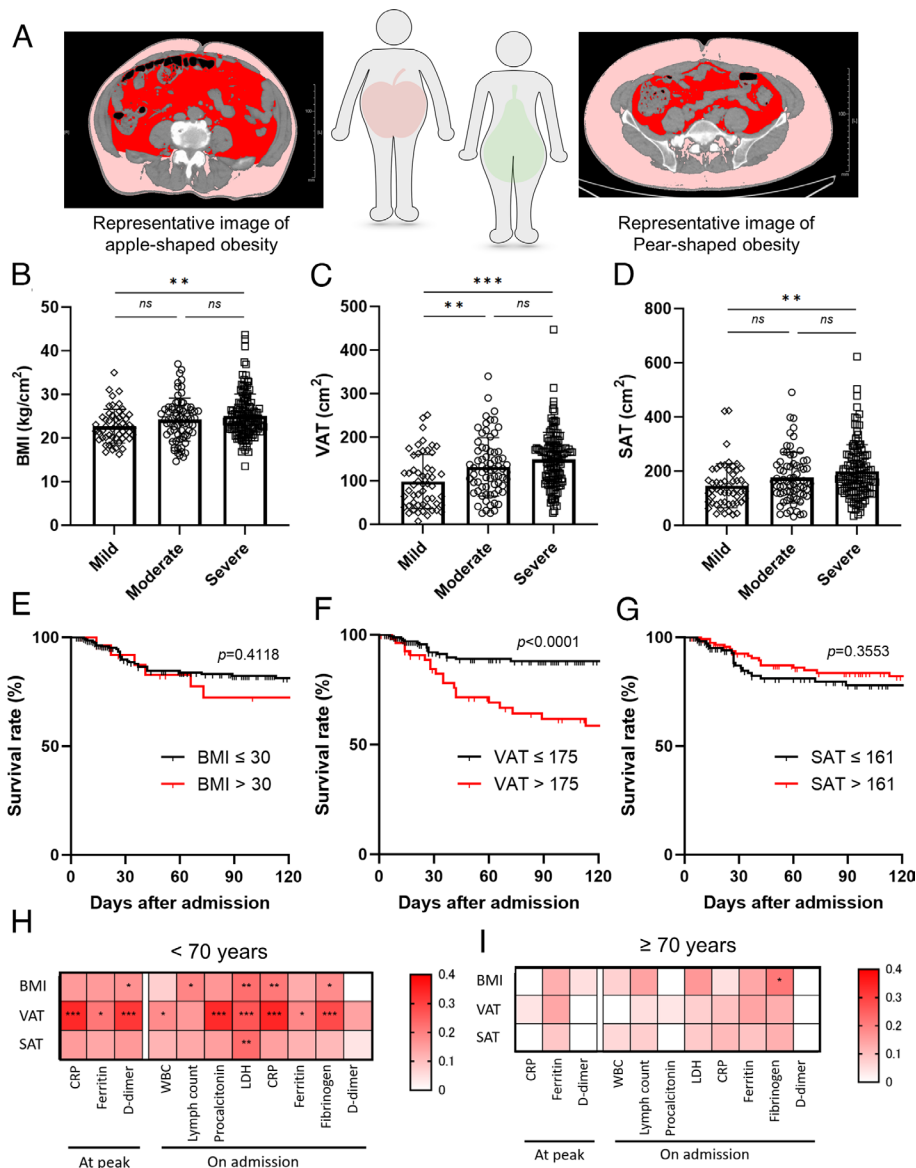 A
Representative image of
apple-shaped obesity
Representative image of
Pear-shaped obesity
B
BMI (kg/cm²)
50
40
30
20
10
0
**
ns
ns
Mild
Moderate
Severe
C
VAT (cm²)
500
400
300
200
100
0
***
**
ns
Mild
Moderate
Severe
D
SAT (cm²)
800
600
400
200
0
**
ns
ns
Mild
Moderate
Severe
E
Survival rate (%)
100
50
0
p=0.4118
BMI ≤ 30
BMI > 30
0 30 60 90 120
Days after admission
F
Survival rate (%)
100
50
0
p<0.0001
VAT ≤ 175
VAT > 175
0 30 60 90 120
Days after admission
G
Survival rate (%)
100
50
0
p=0.3553
SAT ≤ 161
SAT > 161
0 30 60 90 120
Days after admission
H
< 70 years
BMI * * ** ** *
VAT *** * *** * *** *** *** * ***
SAT **
CRP
Ferritin
D-dimer
WBC
Lymph count
Procalcitonin
LDH
CRP
Ferritin
Fibrinogen
D-dimer
At peak
On admission
0.4
0.3
0.2
0.1
0
I
≥ 70 years
BMI *
VAT
SAT
CRP
Ferritin
D-dimer
WBC
Lymph count
Procalcitonin
LDH
CRP
Ferritin
Fibrinogen
D-dimer
At peak
On admission
0.4
0.3
0.2
0.1
0